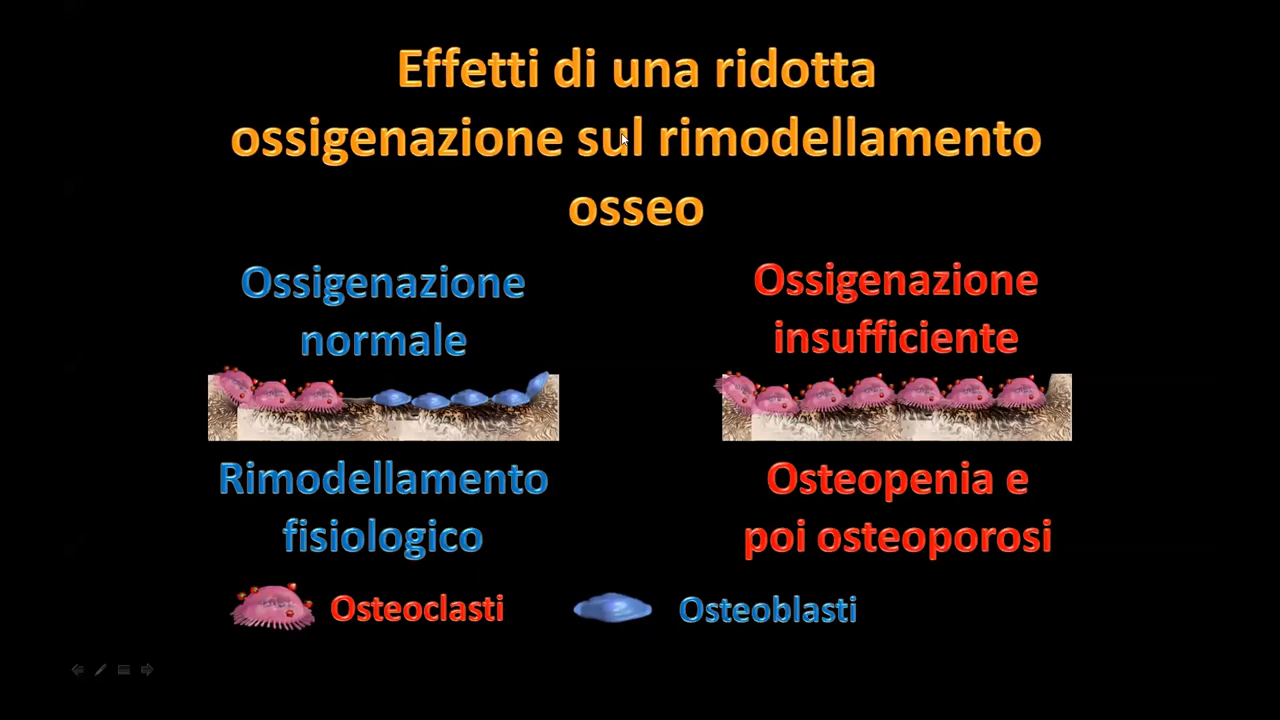 Effetti di una ridotta
ossigenazione sul rimodellamento
osseo
Ossigenazione
normale
Ossigenazione
insufficiente
Rimodellamento
fisiologico
Osteopenia e
poi osteoporosi
Osteoclasti
Osteoblasti